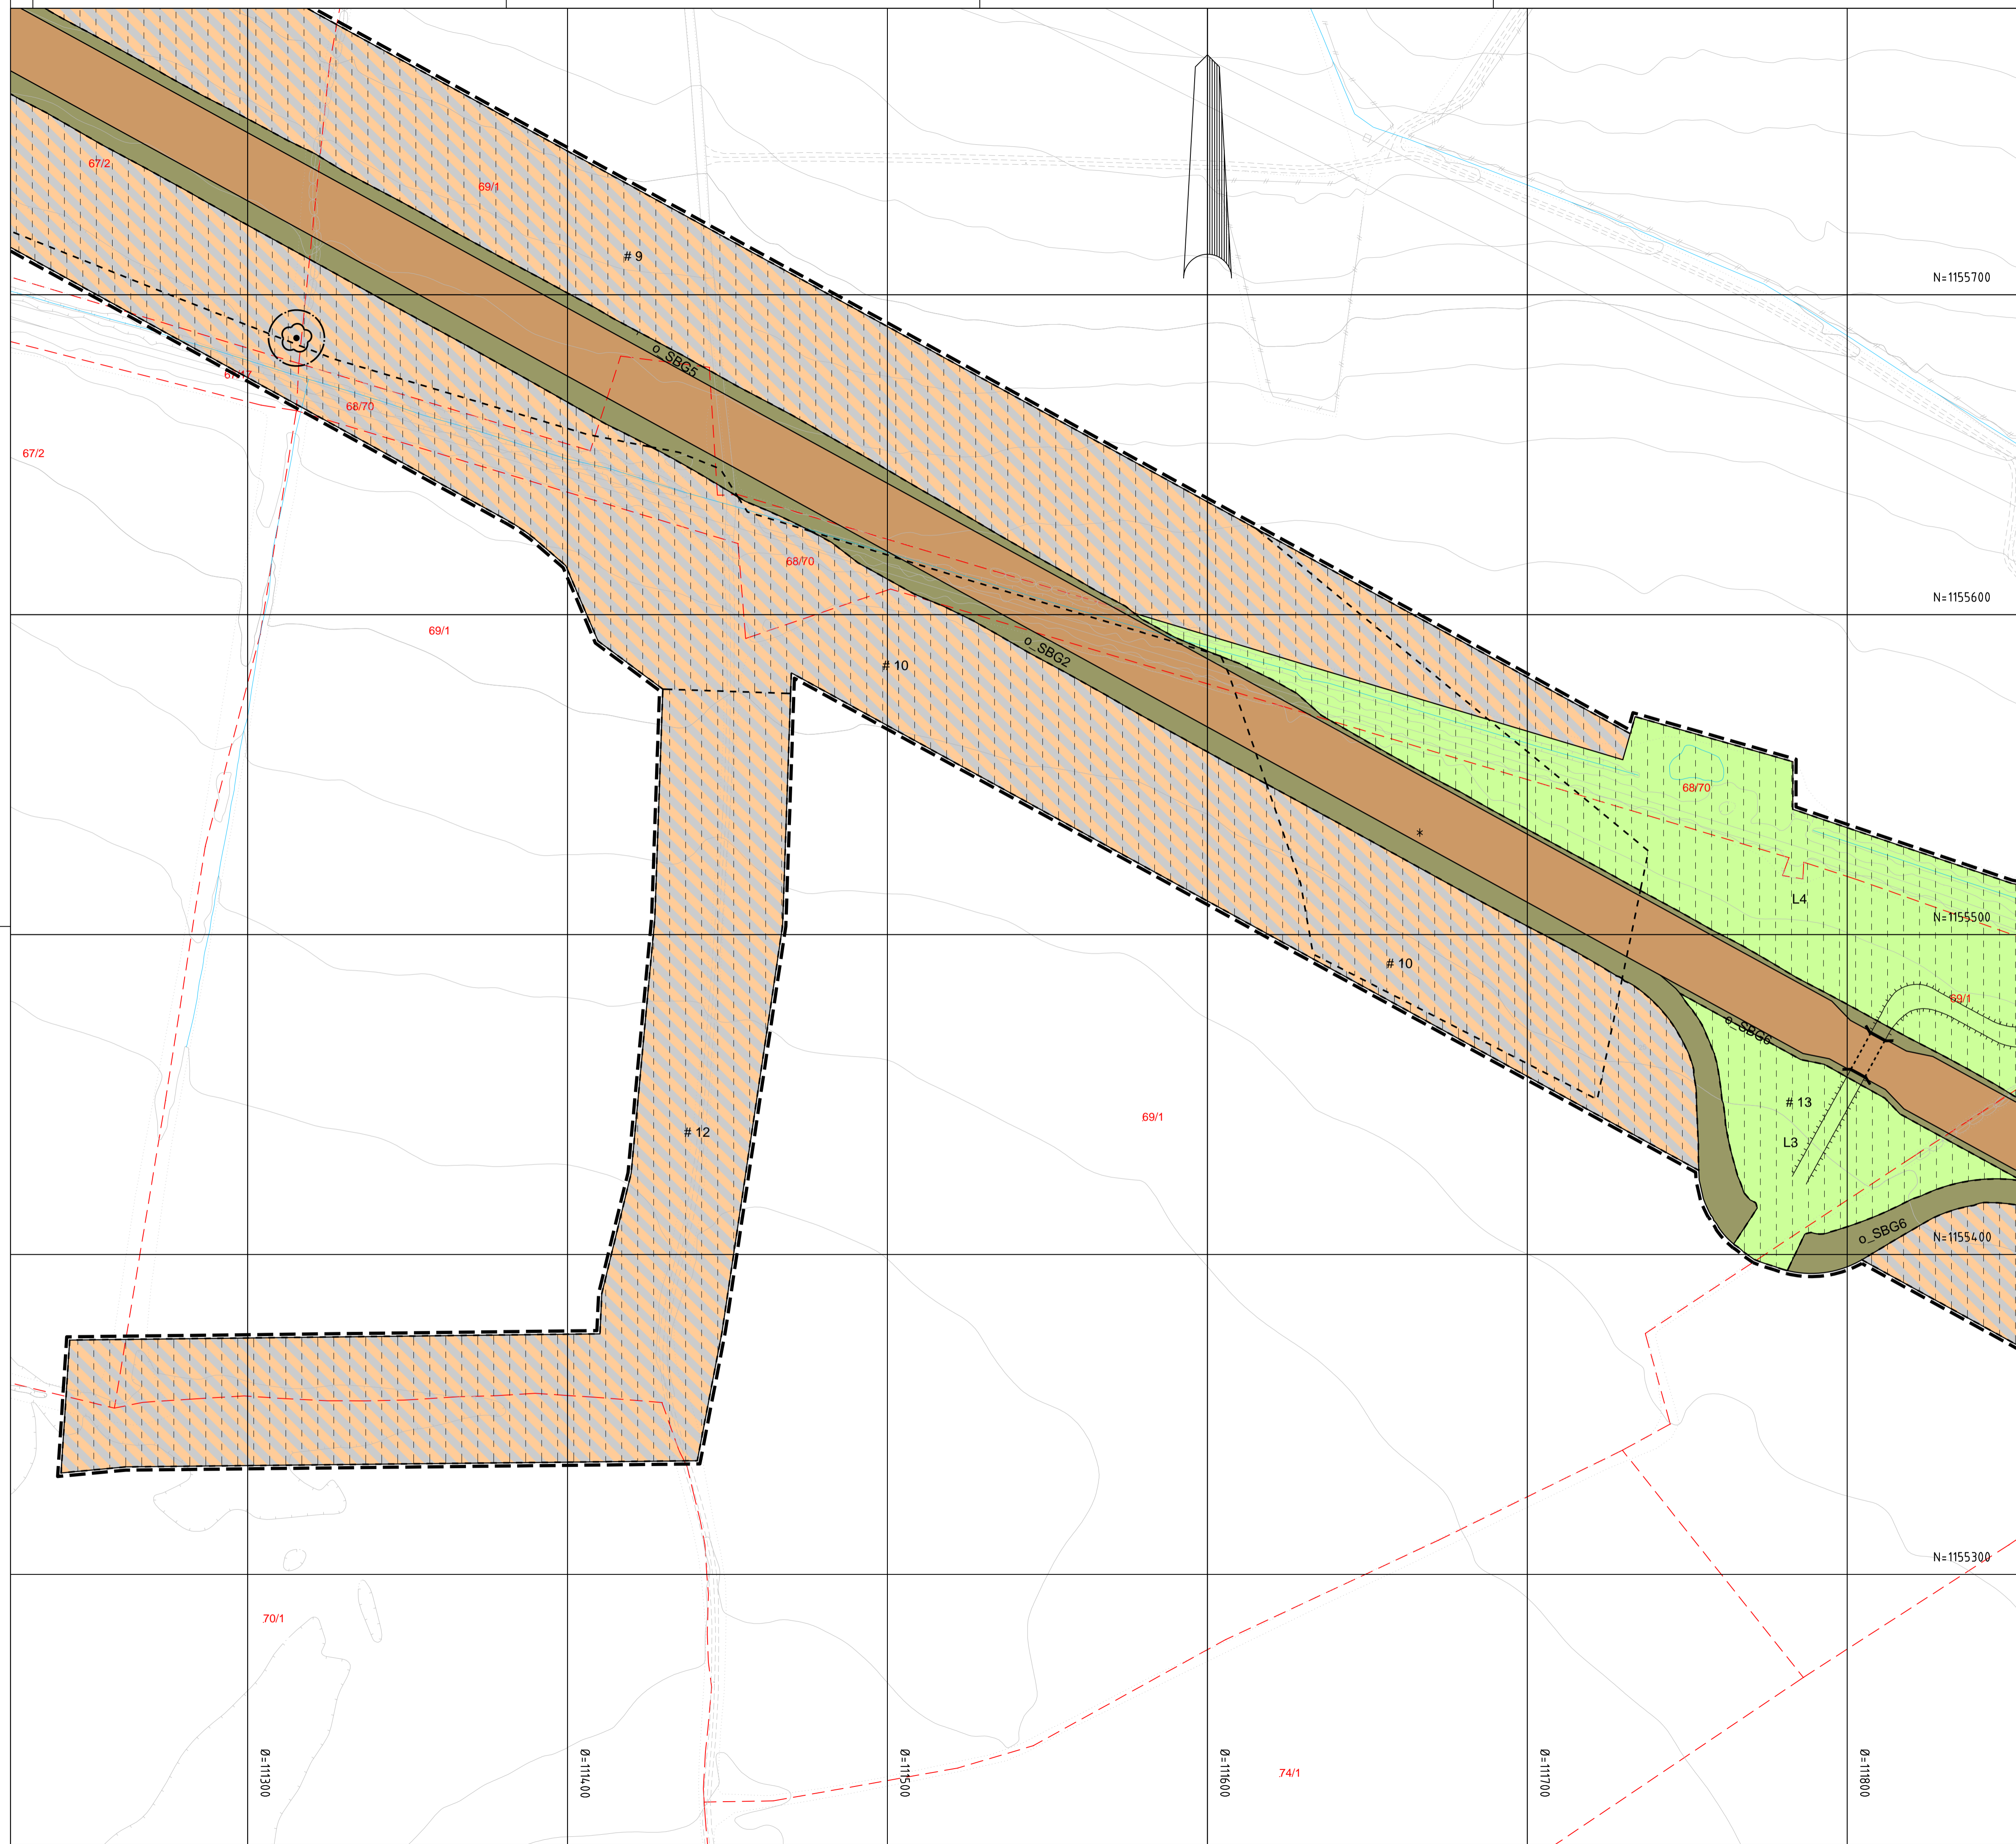 67/2
69/1
# 9
N=1155700
o_SBG5
67/17
68/70
67/2
68/70
N=1155600
69/1
o_SBG2
# 10
68/70
*
L4
N=1155500
# 10
69/1
o_SBG6
# 13
69/1
# 12
L3
o_SBG6
N=1155400
N=1155300
70/1
74/1
Ø=111300
Ø=111400
Ø=111500
Ø=111600
Ø=111700
Ø=111800